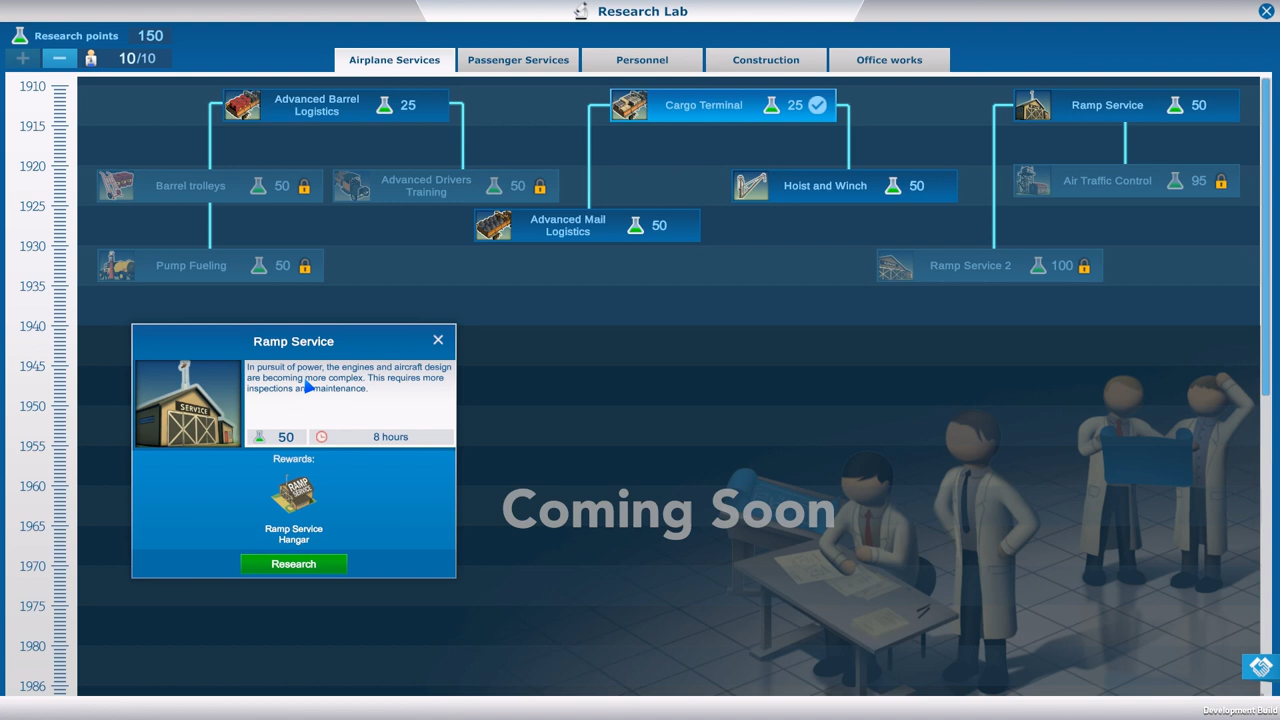 Research Lab
Research points 150
10/10
Airplane Services
Passenger Services
Personnel
Construction
Office works
1910
1915
1920
1925
1930
1935
1940
1945
1950
1955
1960
1965
1970
1975
1980
1986
Advanced Barrel
Logistics
25
Cargo Terminal
25
Ramp Service
50
Barrel trolleys
50
Advanced Drivers
Training
50
Hoist and Winch
50
Air Traffic Control
95
Advanced Mail
Logistics
50
Pump Fueling
50
Ramp Service 2
100
Ramp Service
SERVICE
In pursuit of power, the engines and aircraft design
are becoming more complex. This requires more
inspections and maintenance.
50
8 hours
Rewards:
RAMP
SERVICE
Ramp Service
Hangar
Research
Coming Soon
Development Build